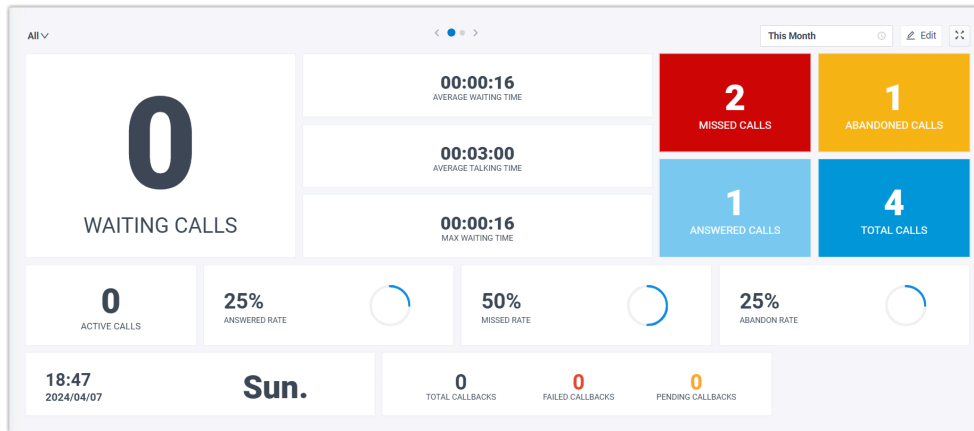 All
This Month
Edit
0
WAITING CALLS
00:00:16
AVERAGE WAITING TIME
00:03:00
AVERAGE TALKING TIME
00:00:16
MAX WAITING TIME
2
MISSED CALLS
1
ABANDONED CALLS
1
ANSWERED CALLS
4
TOTAL CALLS
0
ACTIVE CALLS
25%
ANSWERED RATE
50%
MISSED RATE
25%
ABANDON RATE
18:47
2024/04/07
Sun.
0
TOTAL CALLBACKS
0
FAILED CALLBACKS
0
PENDING CALLBACKS